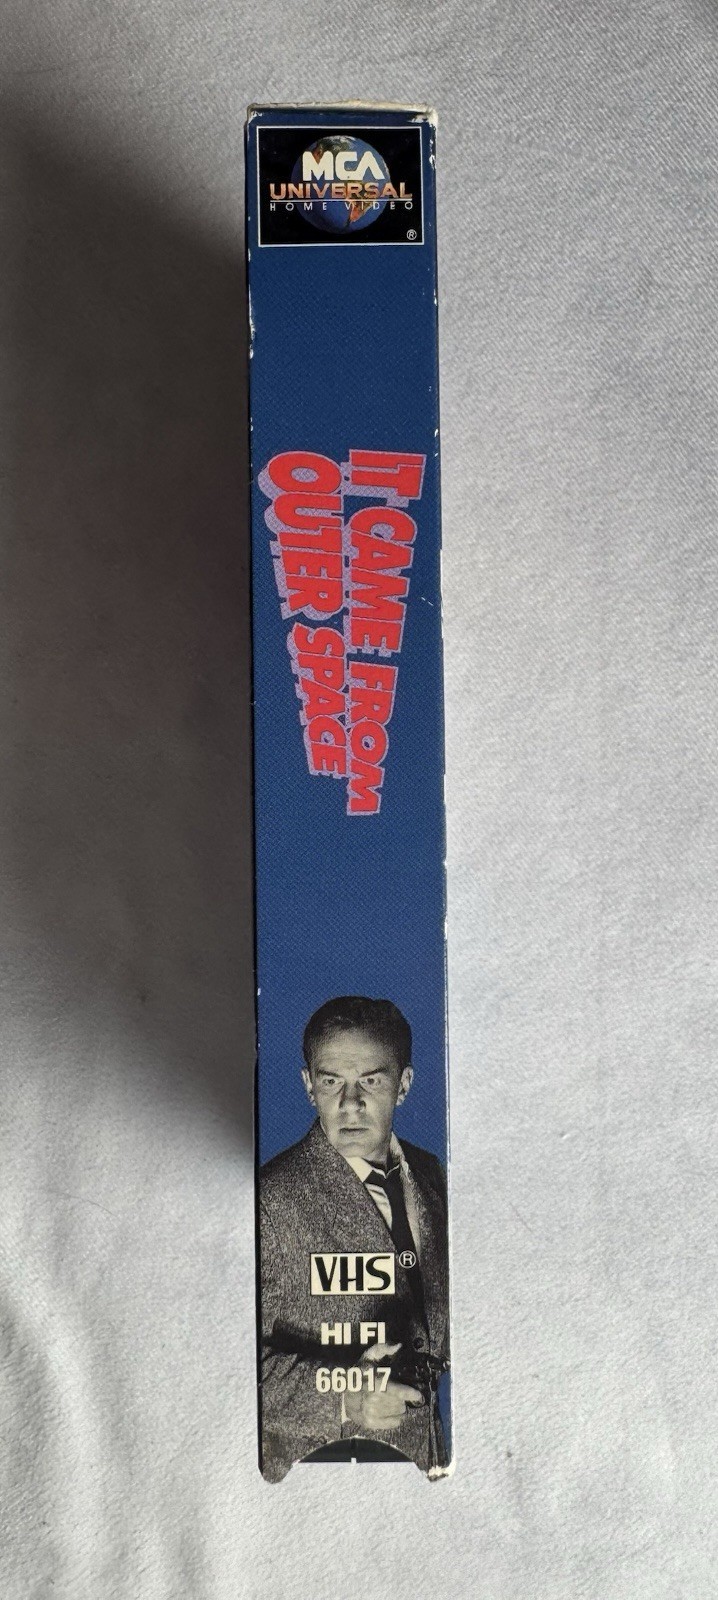 MCA
UNIVERSAL
HOME VIDEO
®
IT CAME FROM
OUTER SPACE
VHS®
HI FI
66017